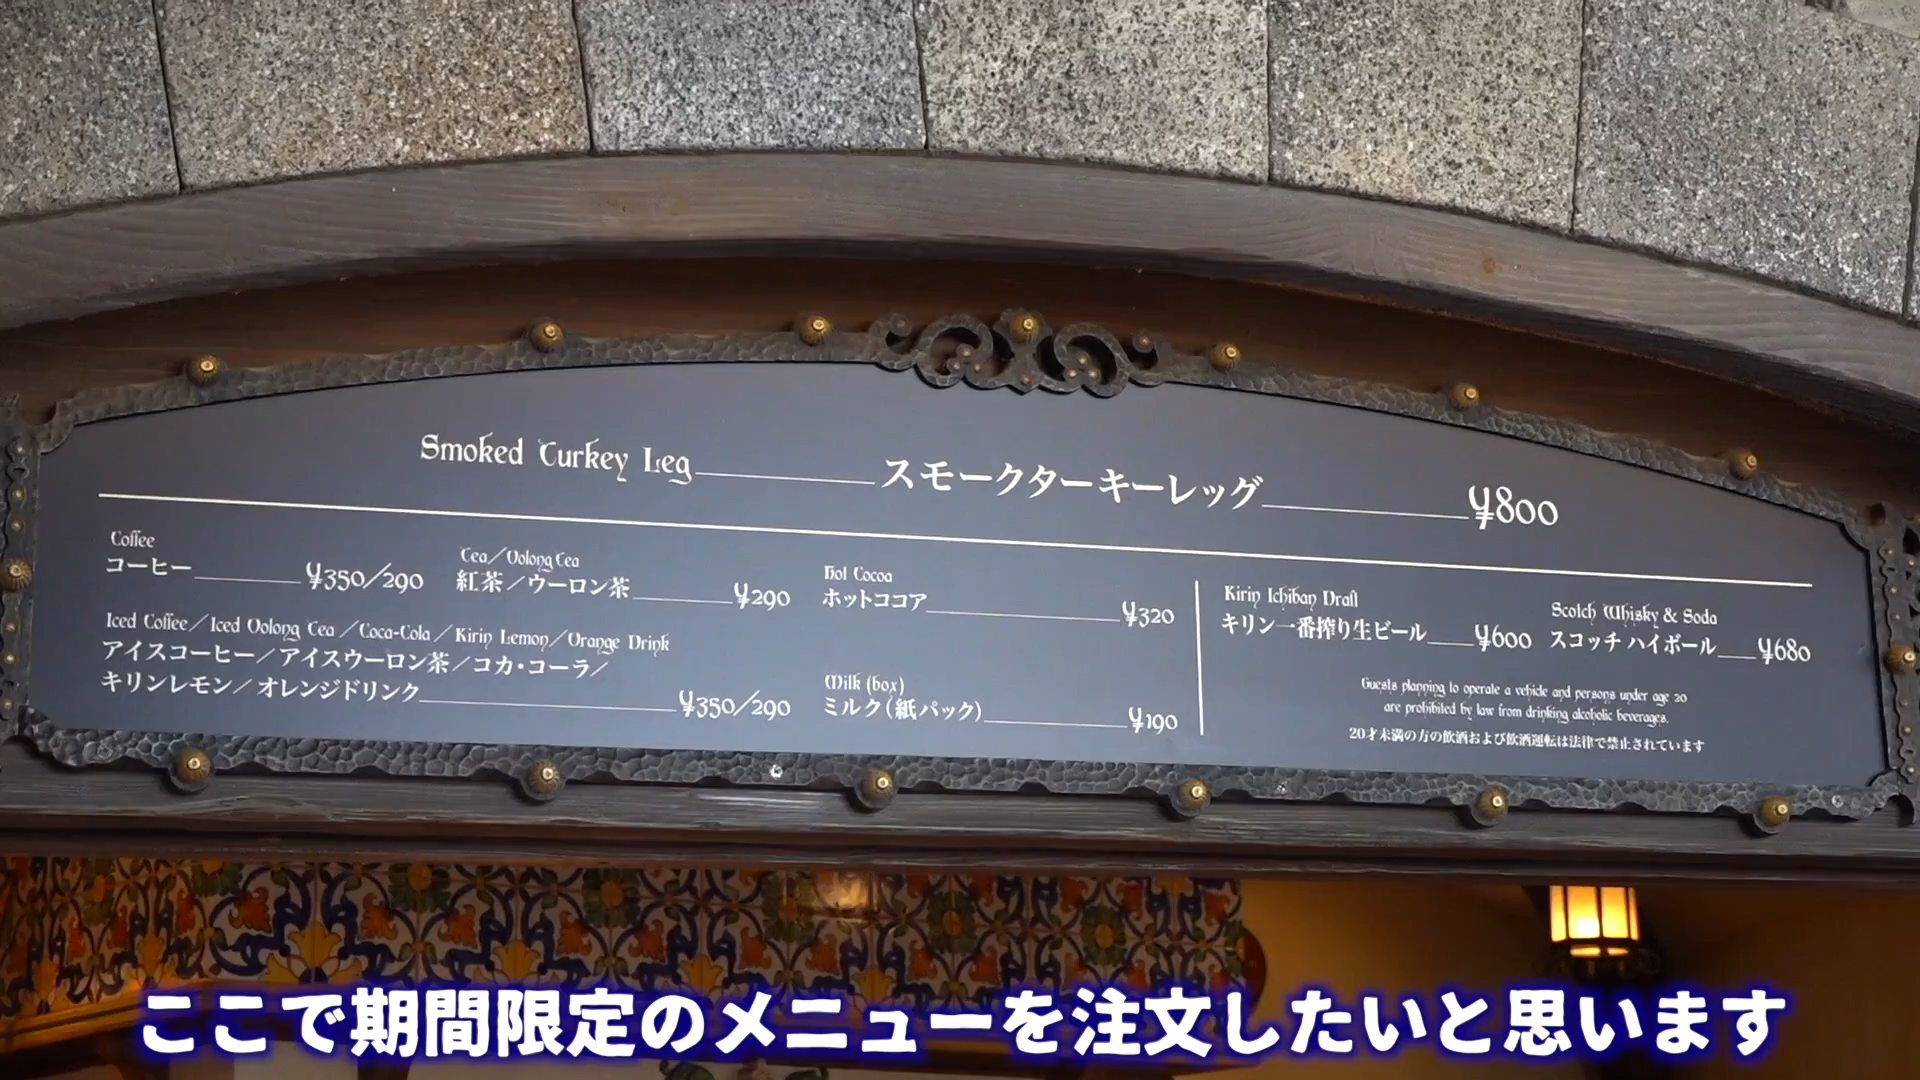 Smoked Turkey Leg スモークターキーレッグ ¥800
Coffee
コーヒー ¥350/290
Tea/Oolong Tea
紅茶/ウーロン茶 ¥290
Hot Cocoa
ホットココア ¥320
Iced Coffee/Iced Oolong Tea/Coca-Cola/Kirin Lemon/Orange Drink
アイスコーヒー/アイスウーロン茶/コカ・コーラ/
キリンレモン/オレンジドリンク ¥350/290
Milk (box)
ミルク(紙パック) ¥190
Kirin Ichiban Draft
キリン一番搾り生ビール ¥600
Scotch Whisky & Soda
スコッチ ハイボール ¥680
Guests planning to operate a vehicle and persons under age 20
are prohibited by law from drinking alcoholic beverages.
20才未満の方の飲酒および飲酒運転は法律で禁止されています
ここで期間限定のメニューを注文したいと思います